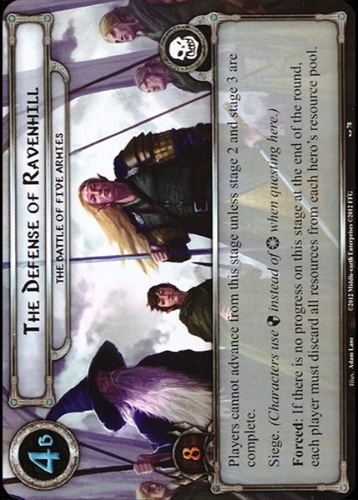 4B
THE DEFENSE OF RAVENHILL
THE BATTLE OF FIVE ARMIES
8
Players cannot advance from this stage unless stage 2 and stage 3 are
complete.
Siege. (Characters use instead of when questing here.)
Forced: If there is no progress on this stage at the end of the round,
each player must discard all resources from each hero's resource pool.
Illus. Adam Lane ©2012 Middle-earth Enterprises ©2012 FFG 78